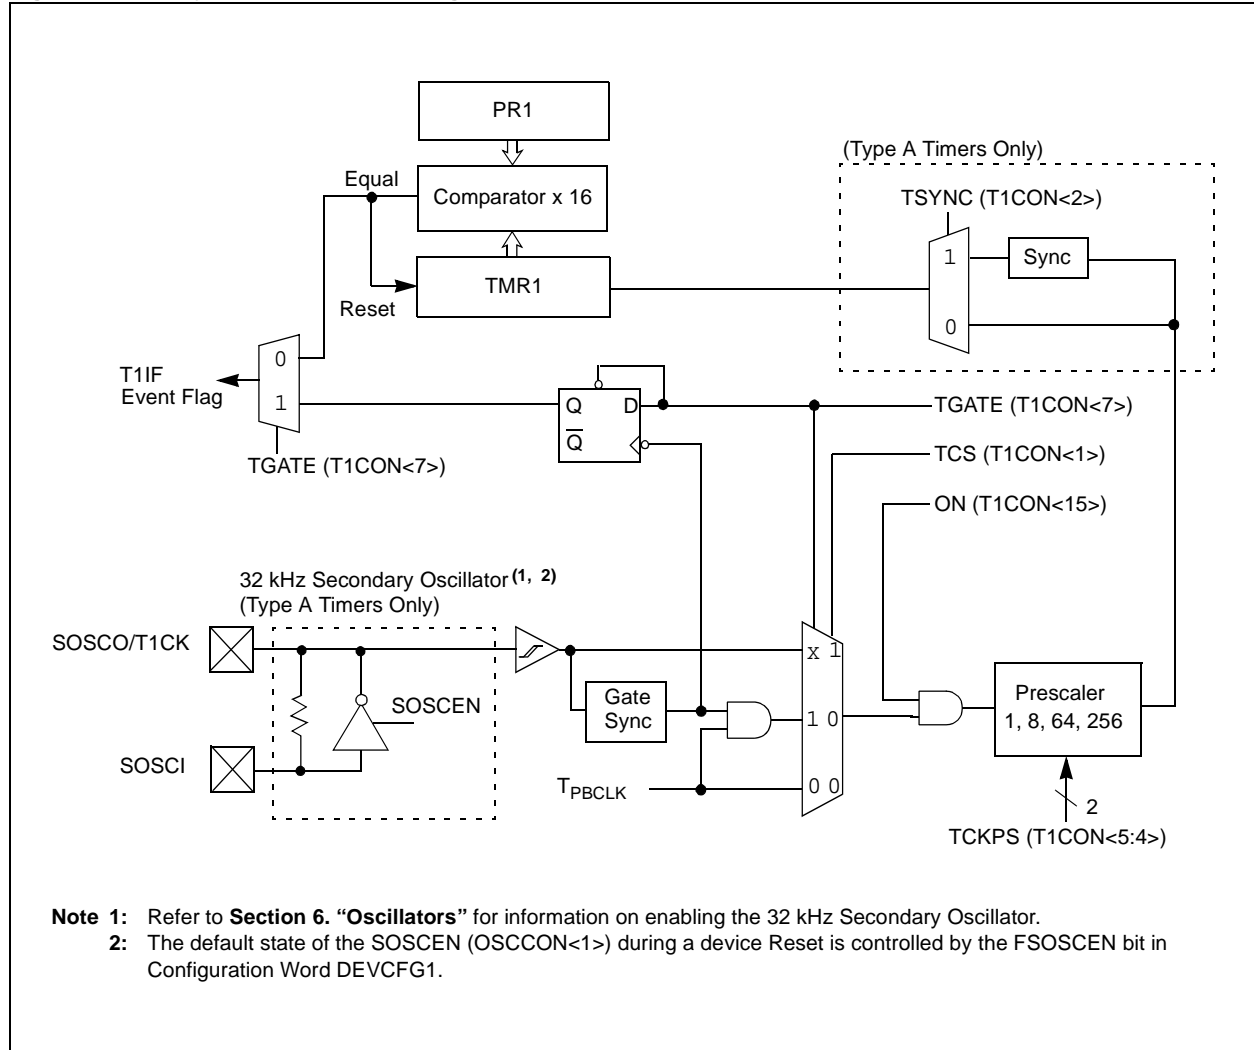 PR1
(Type A Timers Only)
Equal
Comparator x 16
TSYNC (T1CON<2>)
1
Sync
TMR1
Reset
0
0
T1IF
Event Flag
1
Q
D
TGATE (T1CON<7>)
Q
TGATE (T1CON<7>)
TCS (T1CON<1>)
ON (T1CON<15>)
32 kHz Secondary Oscillator(1, 2)
(Type A Timers Only)
SOSCO/T1CK
x 1
Gate
Sync
SOSCEN
1 0
Prescaler
1, 8, 64, 256
SOSCI
TPBCLK
0 0
2
TCKPS (T1CON<5:4>)
Note 1: Refer to Section 6. “Oscillators” for information on enabling the 32 kHz Secondary Oscillator.
2: The default state of the SOSCEN (OSCCON<1>) during a device Reset is controlled by the FSOSCEN bit in
Configuration Word DEVCFG1.